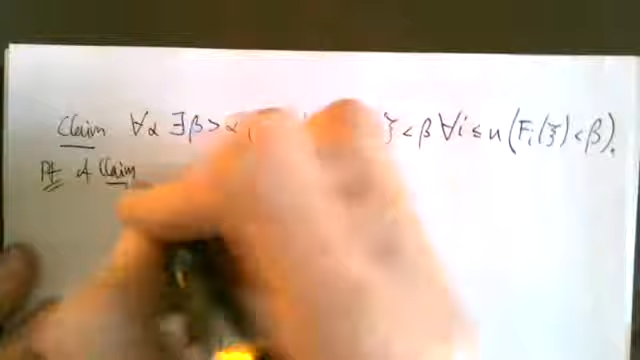 Claim ∀α ∃β>α ξ<β ∀i≤n (Fᵢ(ξ)<β).
Pf of Claim